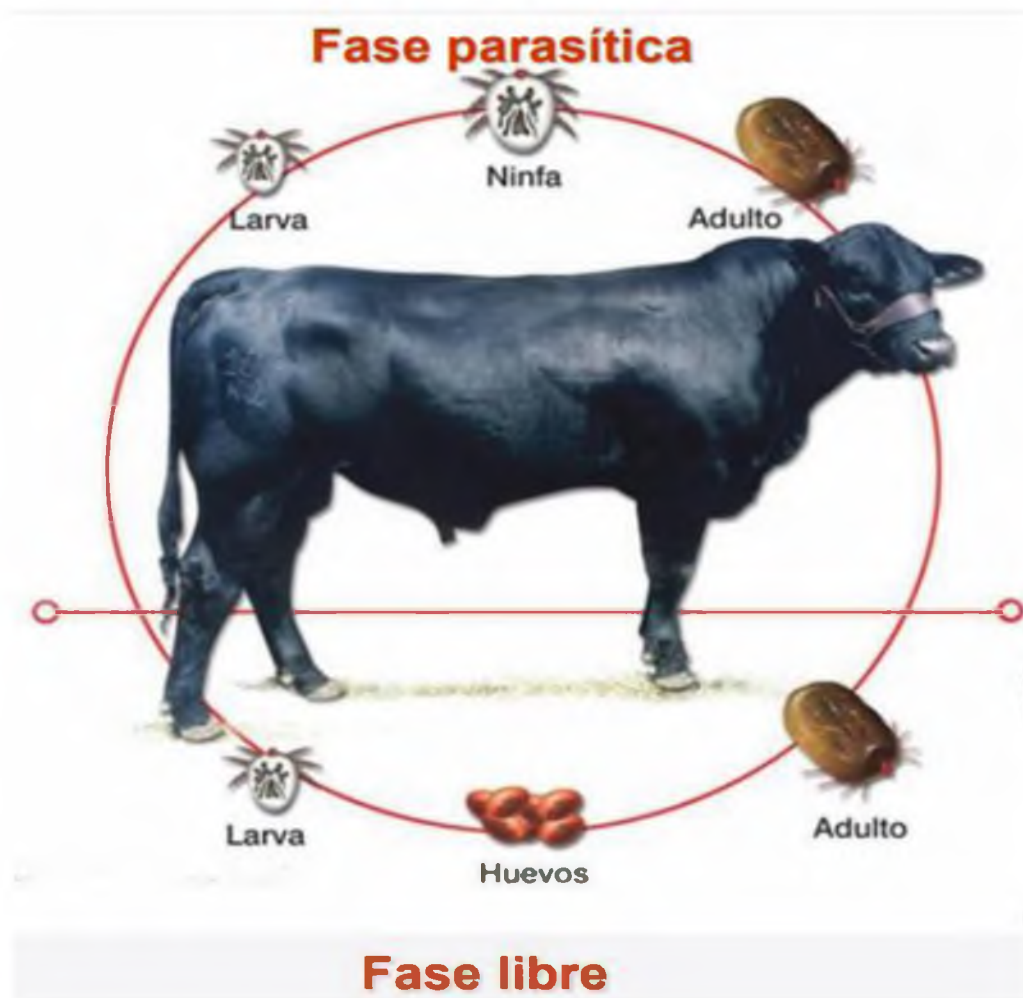 Fase parasítica
Ninfa
Larva
Adulto
Larva
Adulto
Huevos
Fase libre